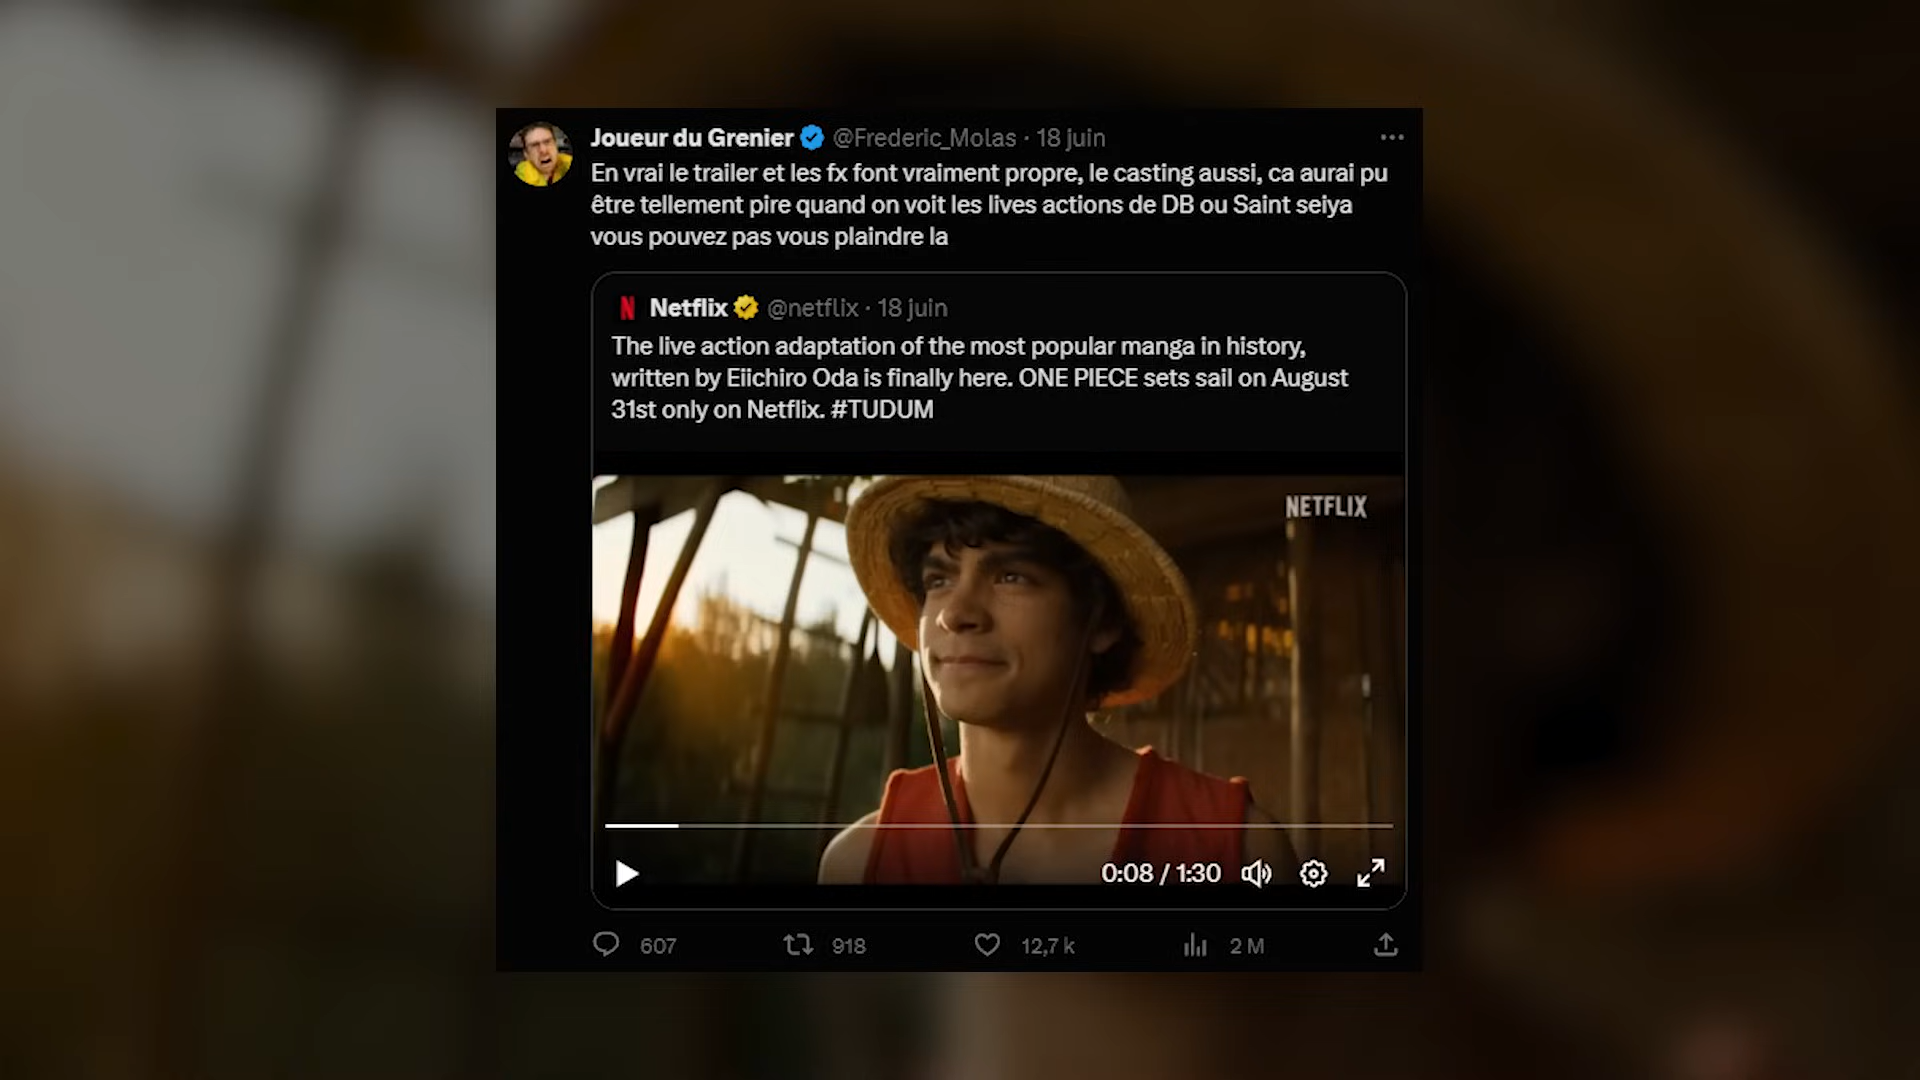 Joueur du Grenier @Frederic_Molas · 18 juin
En vrai le trailer et les fx font vraiment propre, le casting aussi, ca aurai pu
être tellement pire quand on voit les lives actions de DB ou Saint seiya
vous pouvez pas vous plaindre la
N Netflix @netflix · 18 juin
The live action adaptation of the most popular manga in history,
written by Eiichiro Oda is finally here. ONE PIECE sets sail on August
31st only on Netflix. #TUDUM
NETFLIX
0:08 / 1:30
607 918 12,7 k 2 M